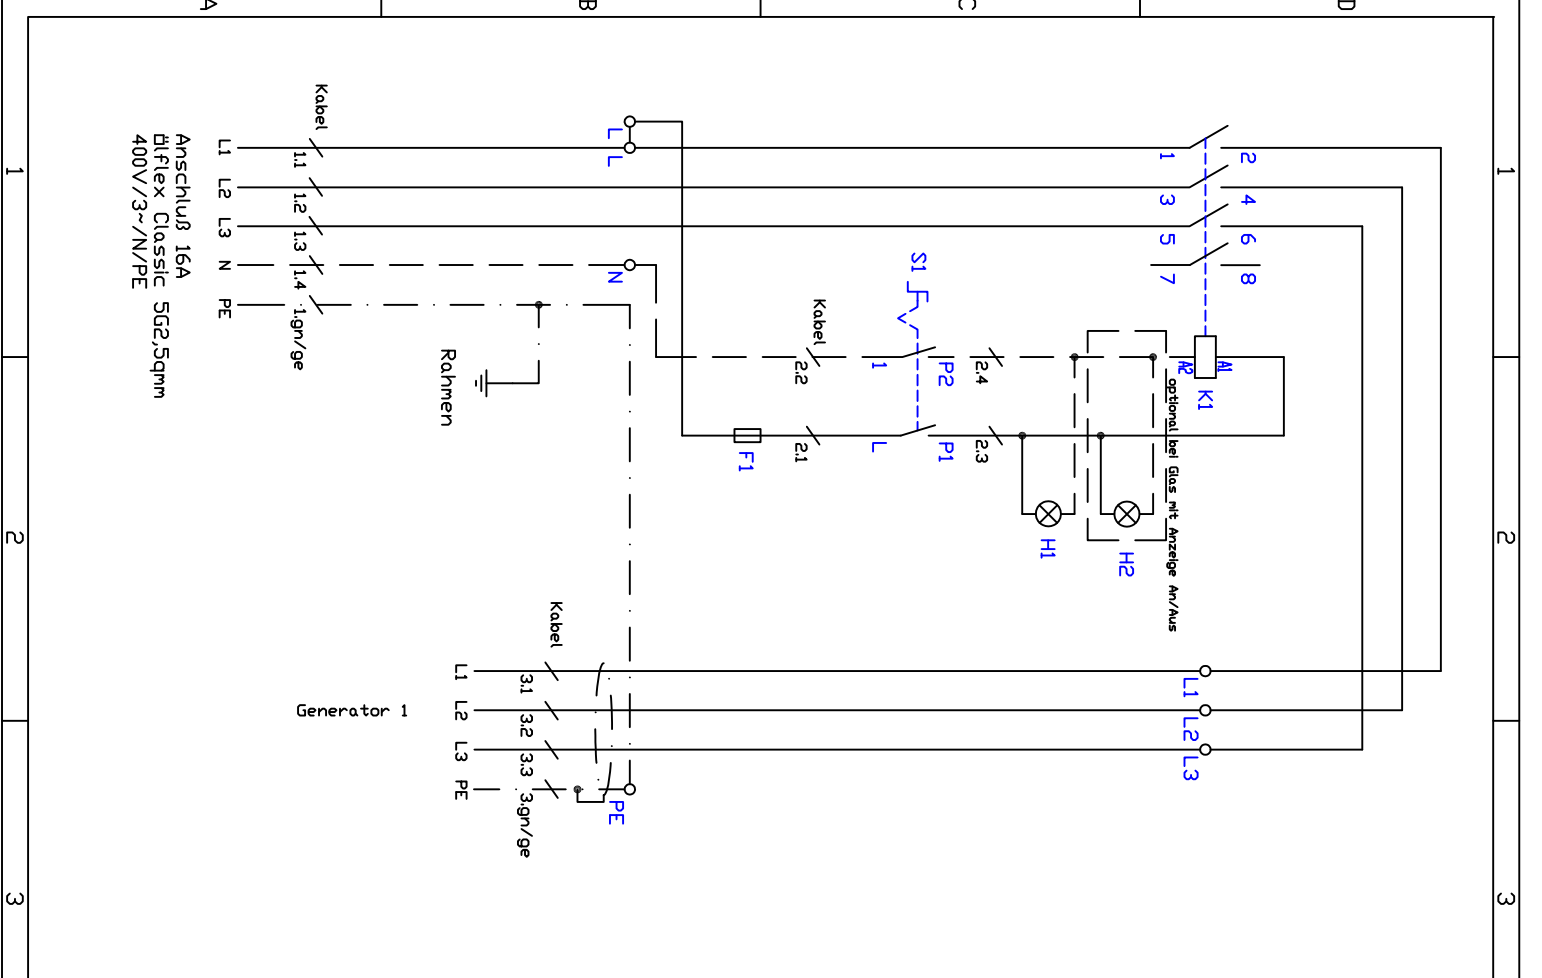 A
B
C
D
1
2
3
1
2
3
Anschluß 16A
Ölflex Classic 5G2,5qmm
400V/3~/N/PE
L1
L2
L3
N
PE
Kabel
1.1
1.2
1.3
1.4
1.gn/ge
Rahmen
L
L
N
F1
Kabel
2.2
2.1
S1
1
L
P2
P1
2.4
2.3
H1
H2
optional bei Glas mit Anzeige An/Aus
1
2
3
4
5
6
7
8
A2
A1
K1
Generator 1
L1
L2
L3
PE
Kabel
3.1
3.2
3.3
3.gn/ge
PE
L1
L2
L3